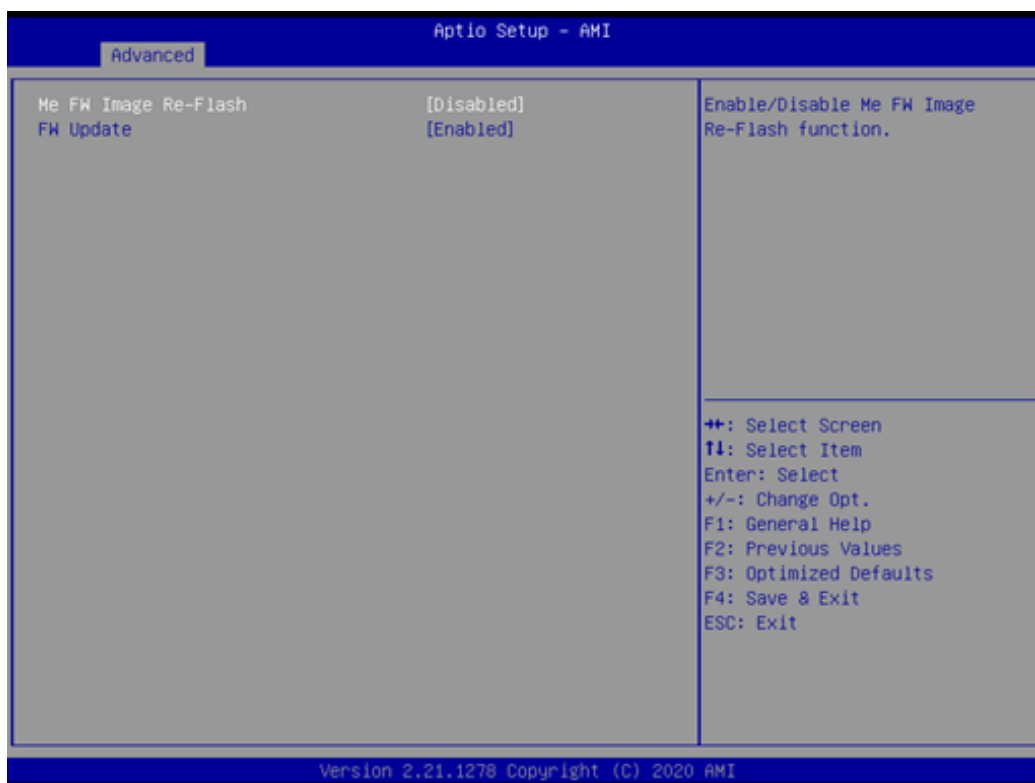 Aptio Setup - AMI
Advanced
Me FW Image Re-Flash [Disabled]
FW Update [Enabled]
Enable/Disable Me FW Image
Re-Flash function.
→←: Select Screen
↑↓: Select Item
Enter: Select
+/-: Change Opt.
F1: General Help
F2: Previous Values
F3: Optimized Defaults
F4: Save & Exit
ESC: Exit
Version 2.21.1278 Copyright (C) 2020 AMI